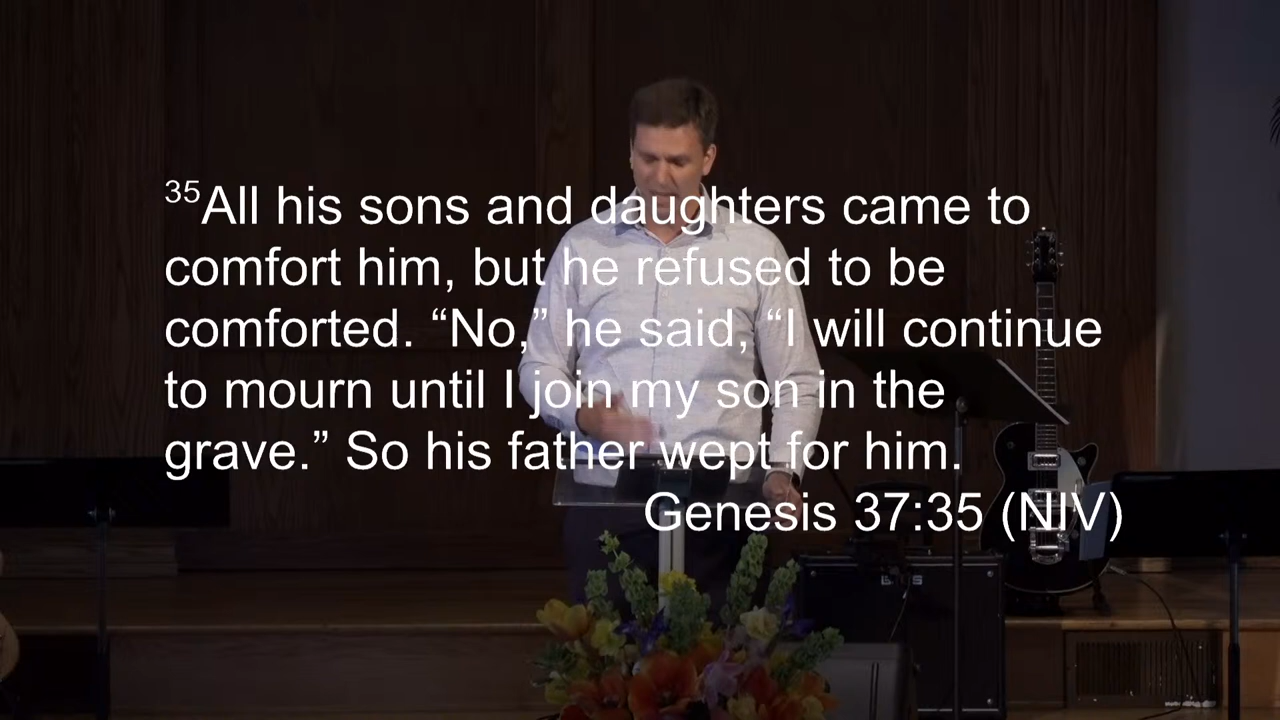 35All his sons and daughters came to
comfort him, but he refused to be
comforted. “No,” he said, “I will continue
to mourn until I join my son in the
grave.” So his father wept for him.
Genesis 37:35 (NIV)